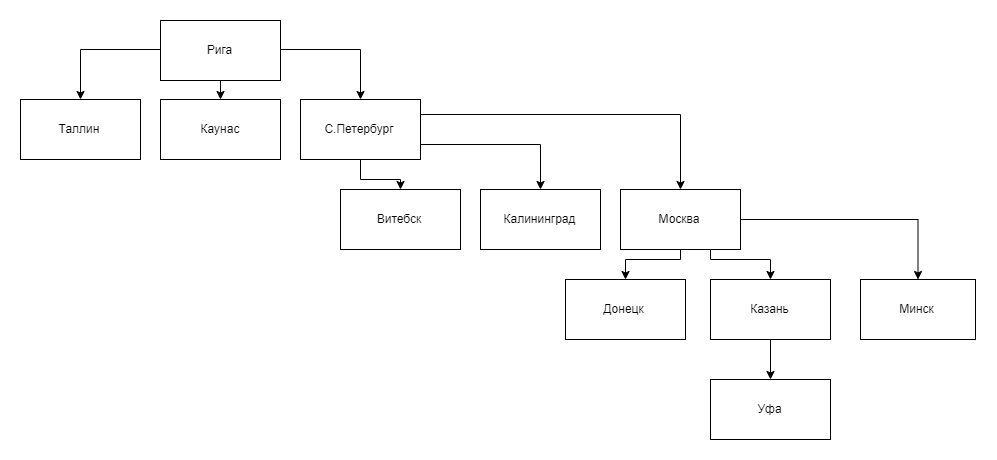 Рига
Таллин
Каунас
С.Петербург
Витебск
Калининград
Москва
Донецк
Казань
Минск
Уфа